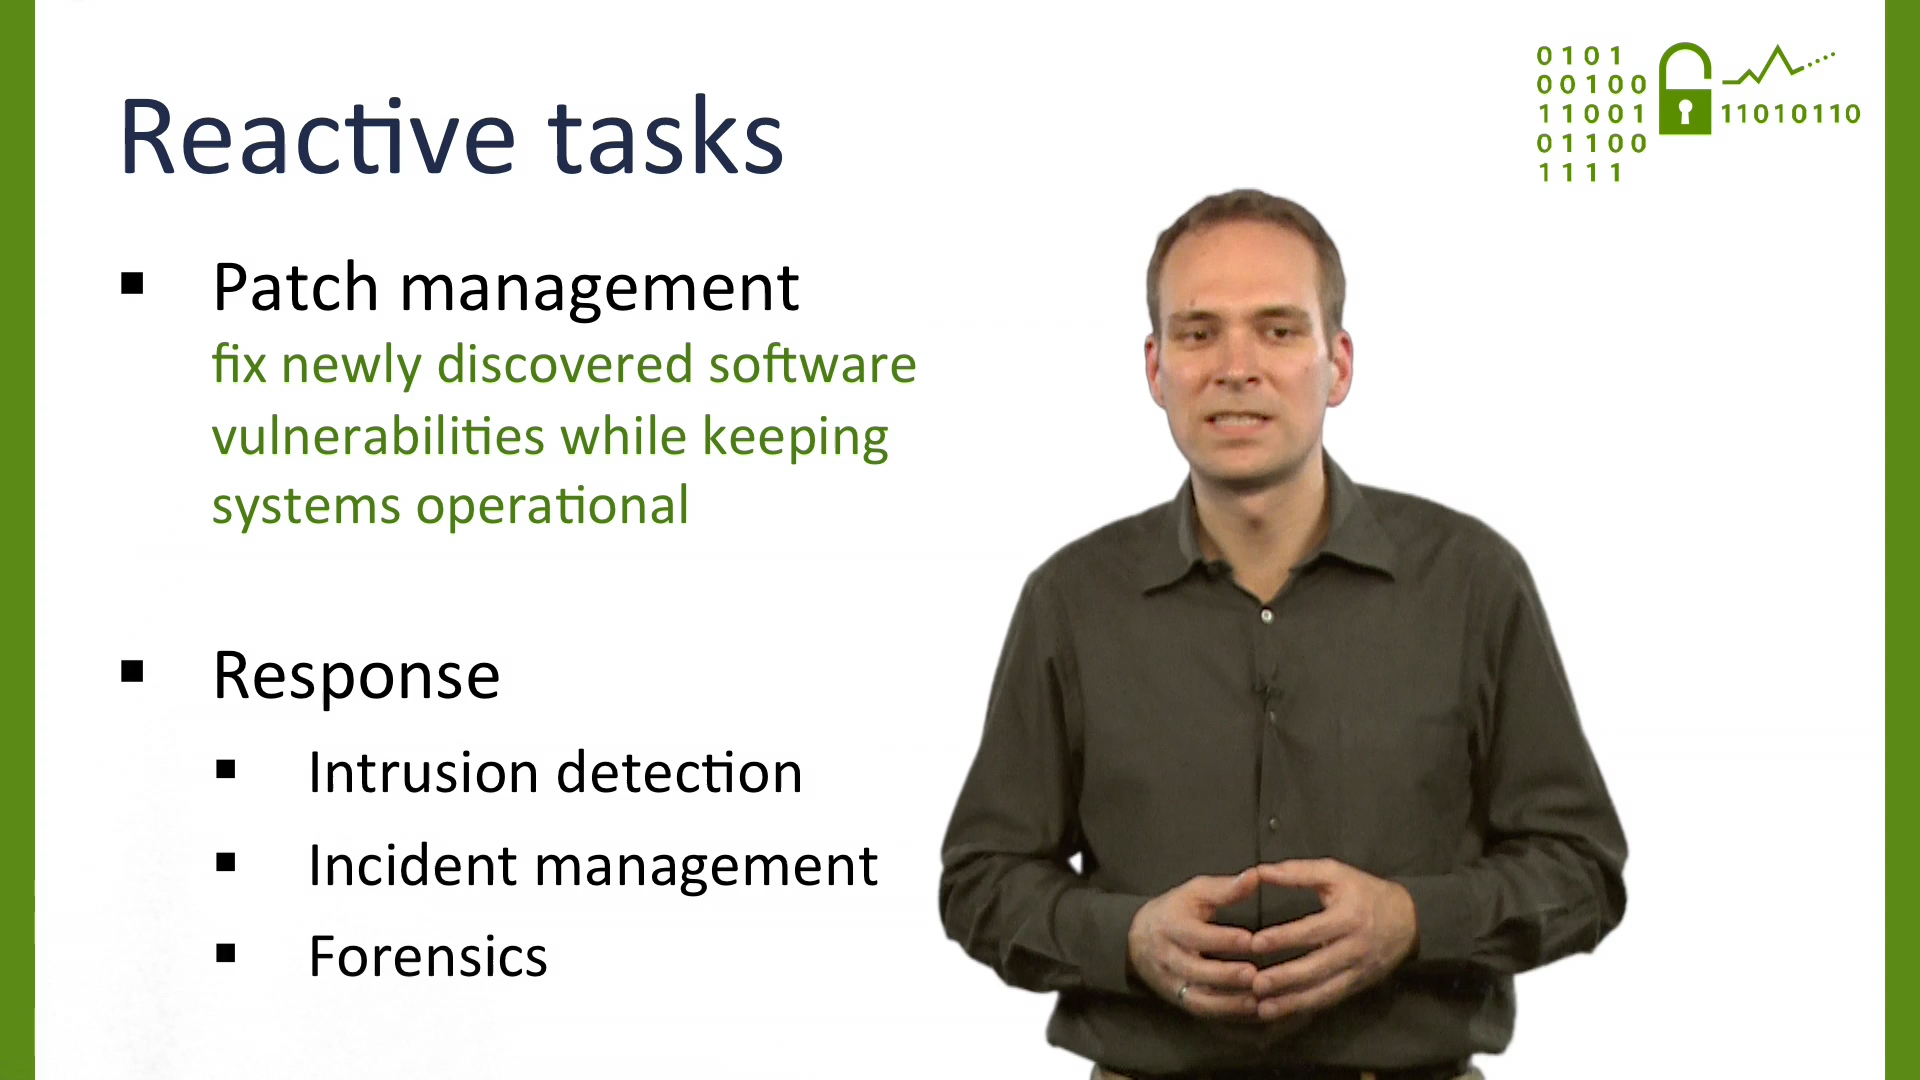 Reactive tasks
0101
00100
11001
11010110
01100
1111
Patch management
fix newly discovered software
vulnerabilities while keeping
systems operational
Response
Intrusion detection
Incident management
Forensics